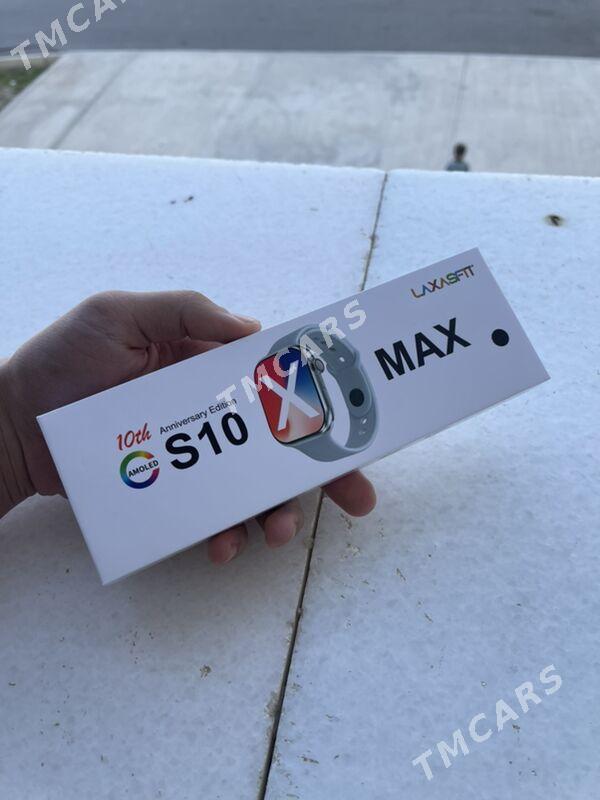 TMCARS
LAXASFIT
10th
Anniversary Edition
AMOLED
S10
X
MAX
TMCARS
TMCARS